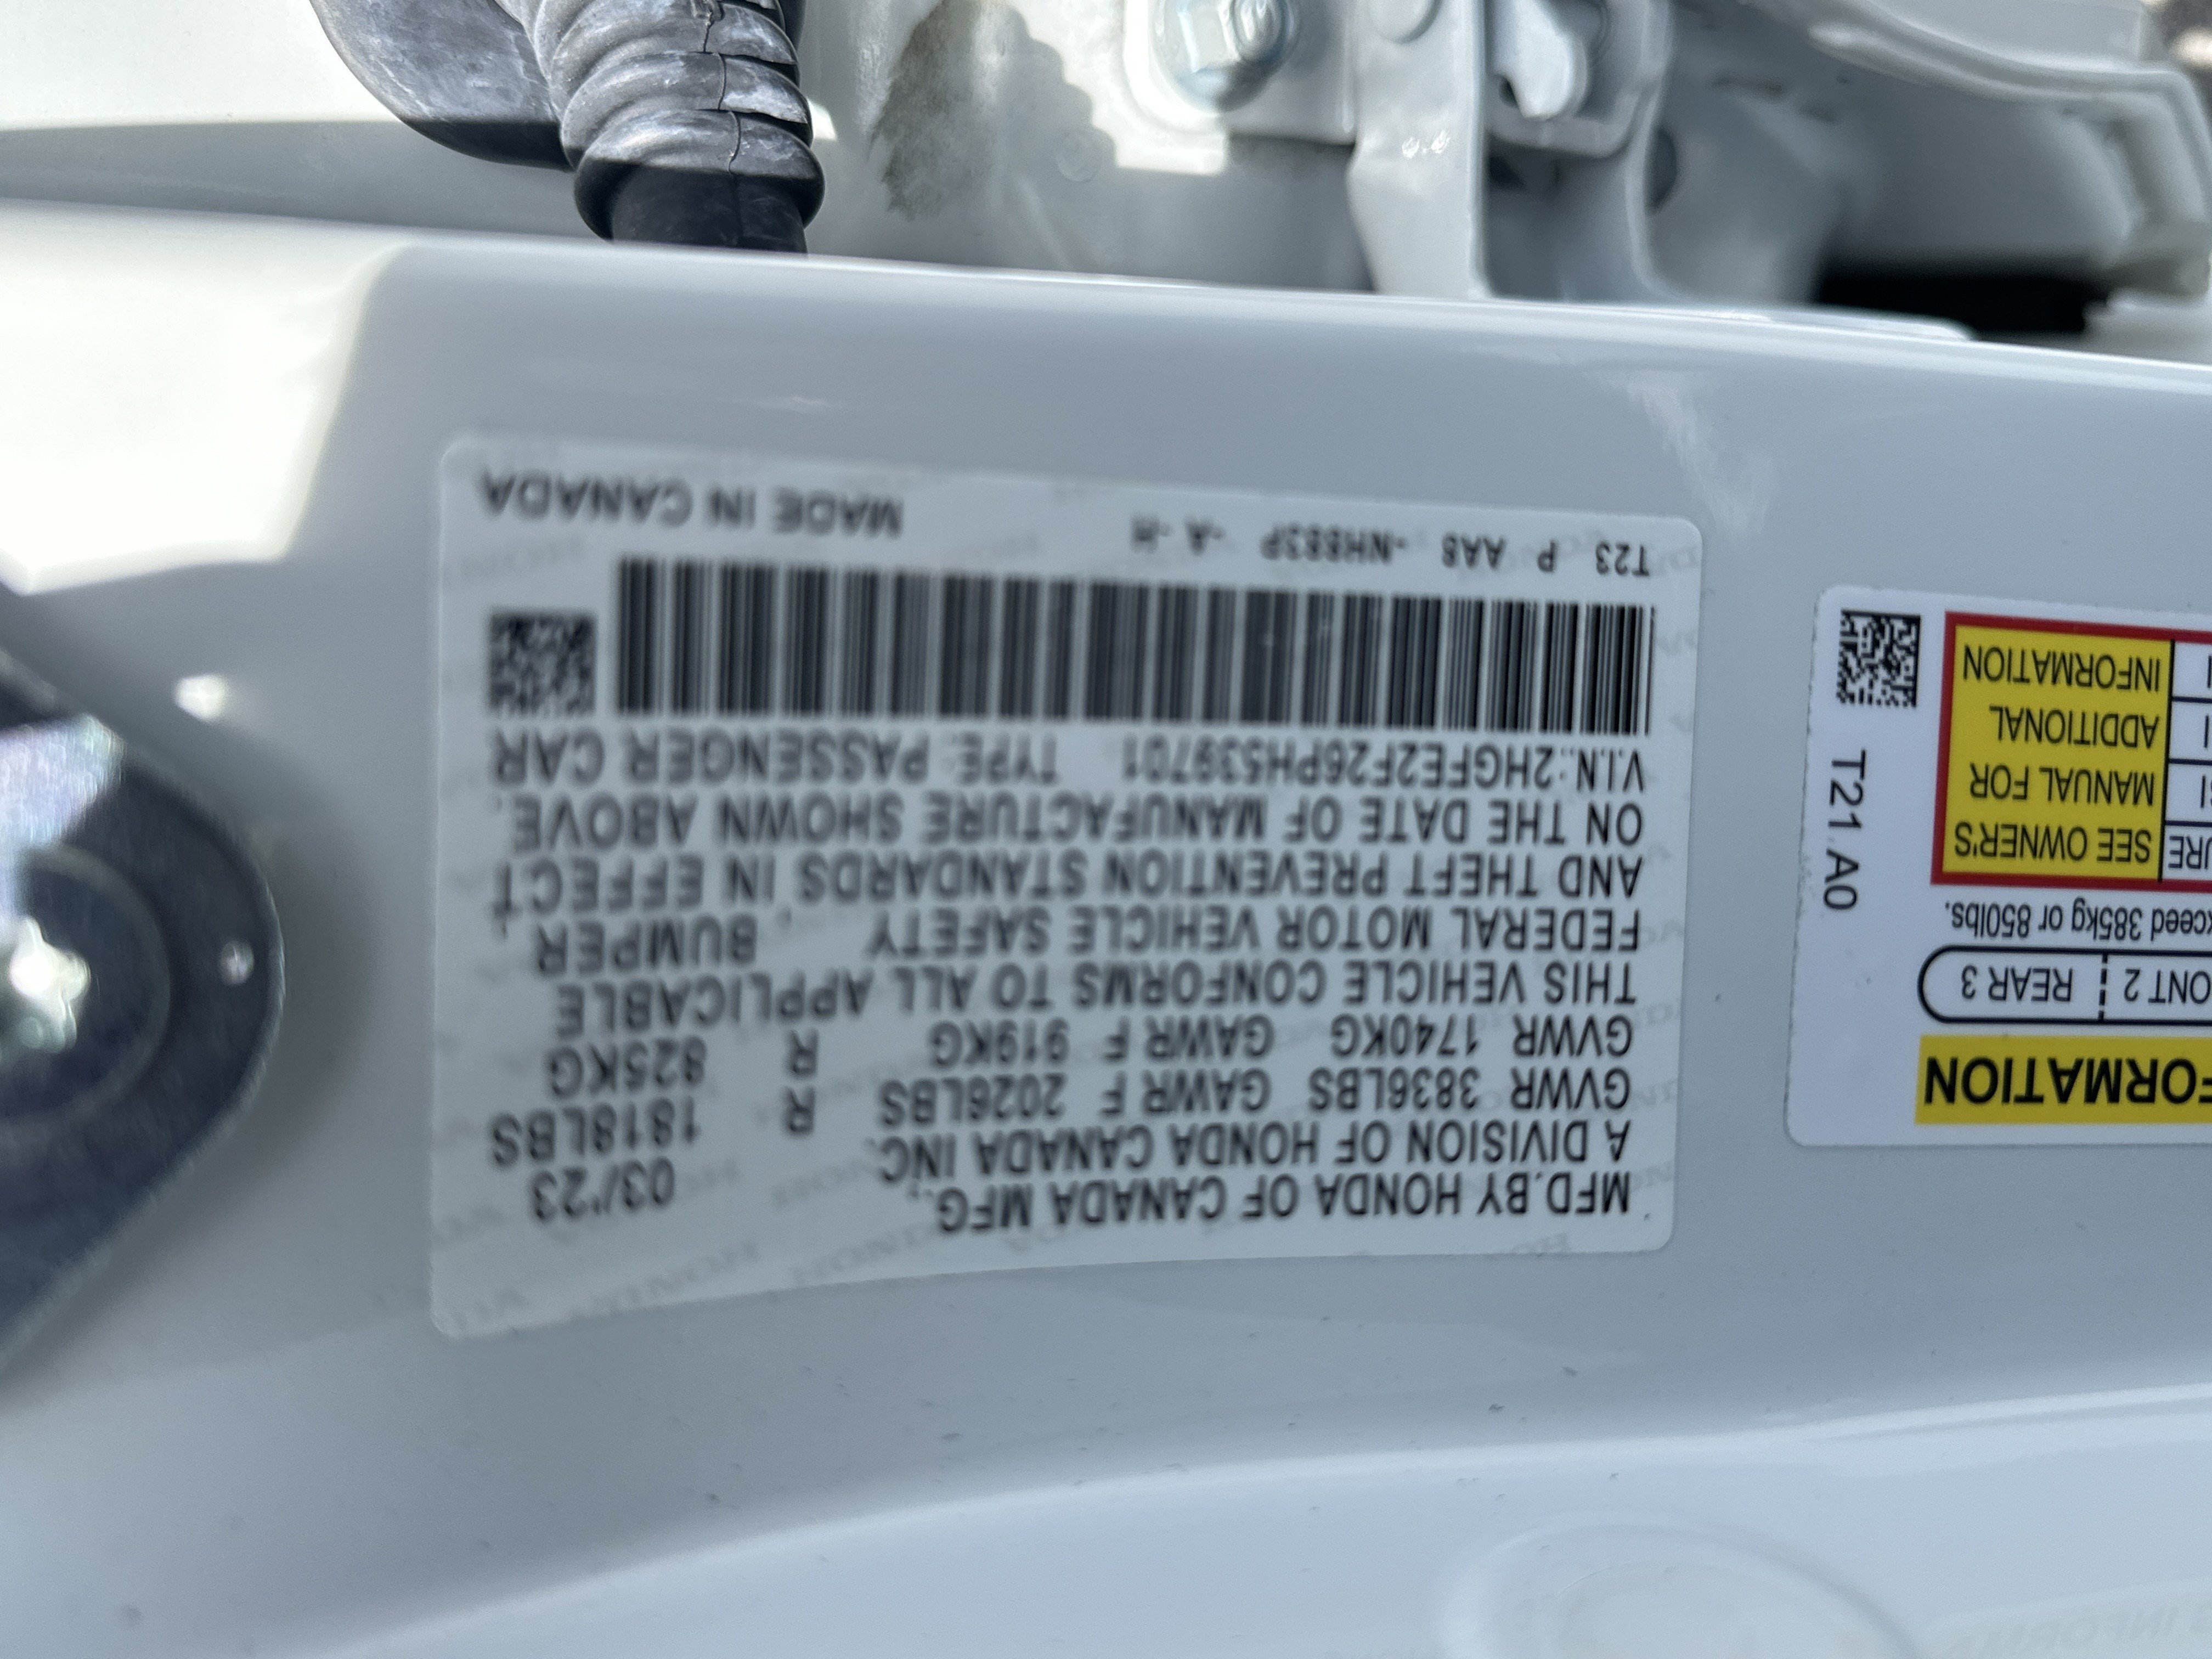 MFD.BY HONDA OF CANADA MFG.,
A DIVISION OF HONDA CANADA INC. 03/'23
GVWR 3836LBS GAWR F 2026LBS R 1818LBS
GVWR 1740KG GAWR F 919KG R 825KG
THIS VEHICLE CONFORMS TO ALL APPLICABLE
FEDERAL MOTOR VEHICLE SAFETY, BUMPER,
AND THEFT PREVENTION STANDARDS IN EFFECT
ON THE DATE OF MANUFACTURE SHOWN ABOVE.
V.I.N.:2HGFE2F26PH539701 TYPE: PASSENGER CAR
T23 P AA8 -NH883P -A -H MADE IN CANADA
FORMATION
ONT 2 REAR 3
xceed 385kg or 850lbs.
URE
SEE OWNER'S
MANUAL FOR
ADDITIONAL
INFORMATION
T21.A0